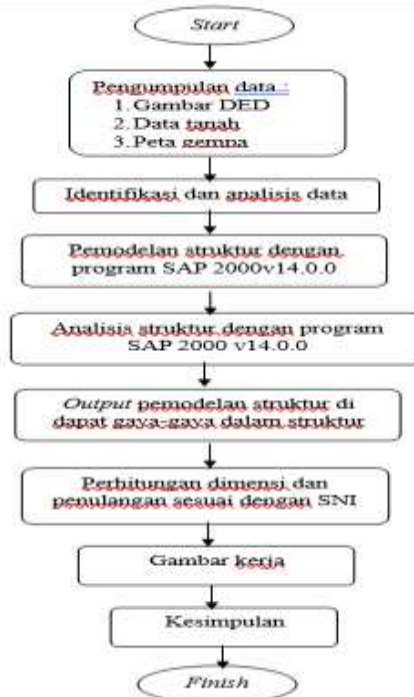 Start
Pengumpulan data :
1. Gambar DED
2. Data tanah
3. Peta gempa
Identifikasi dan analisis data
Pemodelan struktur dengan
program SAP 2000v14.0.0
Analisis struktur dengan program
SAP 2000 v14.0.0
Output pemodelan struktur di
dapat gaya-gaya dalam struktur
Perhitungan dimensi dan
penulangan sesuai dengan SNI
Gambar kerja
Kesimpulan
Finish